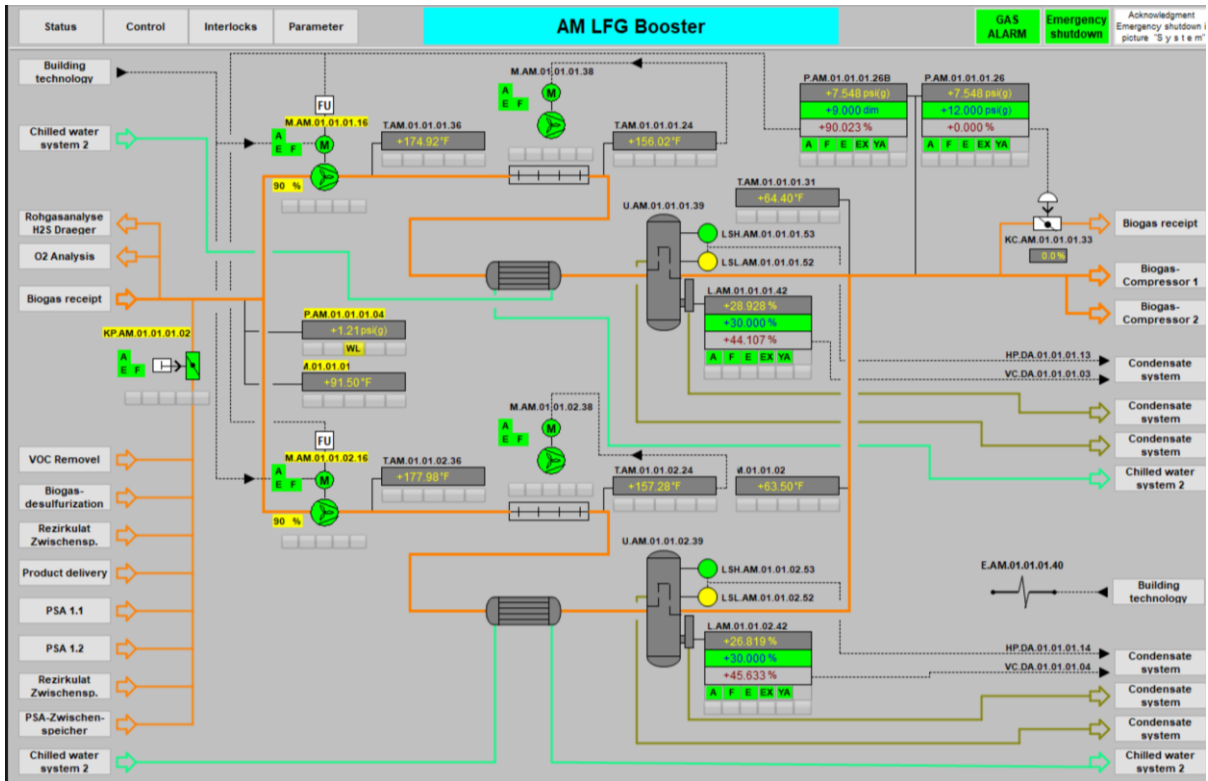 Status
Control
Interlocks
Parameter
AM LFG Booster
GAS
ALARM
Emergency
shutdown
Acknowledgment
Emergency shutdown i
picture "S y s t e m"
Building
technology
Chilled water
system 2
Rohgasanalyse
H2S Draeger
O2 Analysis
Biogas receipt
KP.AM.01.01.01.02
A
E F
VOC Removel
Biogas-
desulfurization
Rezirkulat
Zwischensp.
Product delivery
PSA 1.1
PSA 1.2
Rezirkulat
Zwischensp.
PSA-Zwischen-
speicher
Chilled water
system 2
FU
M.AM.01.01.01.16
A
E F
M
90 %
T.AM.01.01.01.36
+174.92°F
M.AM.01.01.01.38
A
E F
M
T.AM.01.01.01.24
+156.02°F
P.AM.01.01.01.26B
+7.548 psi(g)
+9.000 dim
+90.023 %
A F E EX YA
P.AM.01.01.01.26
+7.548 psi(g)
+12.000 psi(g)
+0.000 %
A F E EX YA
T.AM.01.01.01.31
+64.40°F
U.AM.01.01.01.39
LSH.AM.01.01.01.53
LSL.AM.01.01.01.52
L.AM.01.01.01.42
+28.928 %
+30.000 %
+44.107 %
A F E EX YA
KC.AM.01.01.01.33
0.0 %
Biogas receipt
Biogas-
Compressor 1
Biogas-
Compressor 2
HP.DA.01.01.01.13
VC.DA.01.01.01.03
Condensate
system
Condensate
system
Condensate
system
Chilled water
system 2
P.AM.01.01.01.04
+1.21 psi(g)
WL
M.01.01.01
+91.50°F
FU
M.AM.01.01.02.16
A
E F
M
90 %
T.AM.01.01.02.36
+177.98°F
M.AM.01.01.02.38
A
E F
M
T.AM.01.01.02.24
+157.28°F
M.01.01.02
+63.50°F
U.AM.01.01.02.39
LSH.AM.01.01.02.53
LSL.AM.01.01.02.52
L.AM.01.01.02.42
+26.819 %
+30.000 %
+45.633 %
A F E EX YA
E.AM.01.01.01.40
Building
technology
HP.DA.01.01.01.14
VC.DA.01.01.01.04
Condensate
system
Condensate
system
Condensate
system
Chilled water
system 2